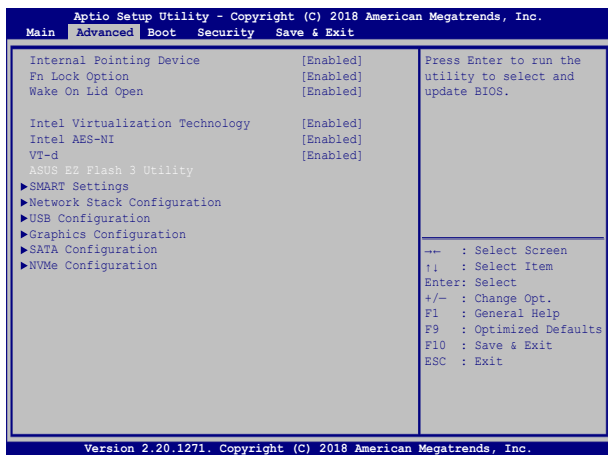 Aptio Setup Utility - Copyright (C) 2018 American Megatrends, Inc.
Main Advanced Boot Security Save & Exit
Internal Pointing Device [Enabled]
Fn Lock Option [Enabled]
Wake On Lid Open [Enabled]
Intel Virtualization Technology [Enabled]
Intel AES-NI [Enabled]
VT-d [Enabled]
ASUS EZ Flash 3 Utility
▶SMART Settings
▶Network Stack Configuration
▶USB Configuration
▶Graphics Configuration
▶SATA Configuration
▶NVMe Configuration
Press Enter to run the
utility to select and
update BIOS.
→← : Select Screen
↑↓ : Select Item
Enter: Select
+/— : Change Opt.
F1 : General Help
F9 : Optimized Defaults
F10 : Save & Exit
ESC : Exit
Version 2.20.1271. Copyright (C) 2018 American Megatrends, Inc.